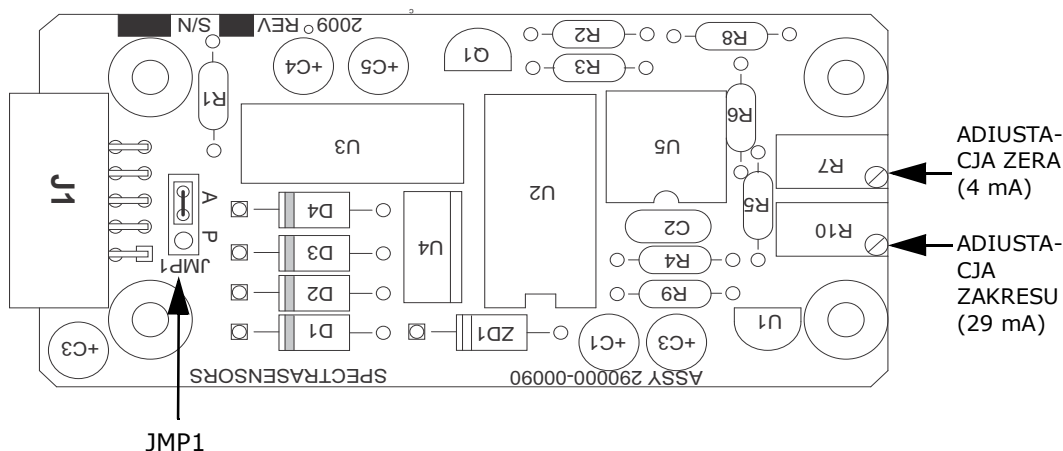 c
S/N REV 2009
R1
+C4
+C5
Q1
R2
R3
R8
R6
U3
U5
U2
R7
ADIUSTA-
CJA ZERA
(4 mA)
J1
A
P
JMP1
D4
D3
D2
D1
U4
C2
R5
R10
ADIUSTA-
CJA
ZAKRESU
(29 mA)
R4
R9
ZD1
+C1
+C3
U1
+C3
SPECTRASENSORS
ASSY 290000-00090
JMP1